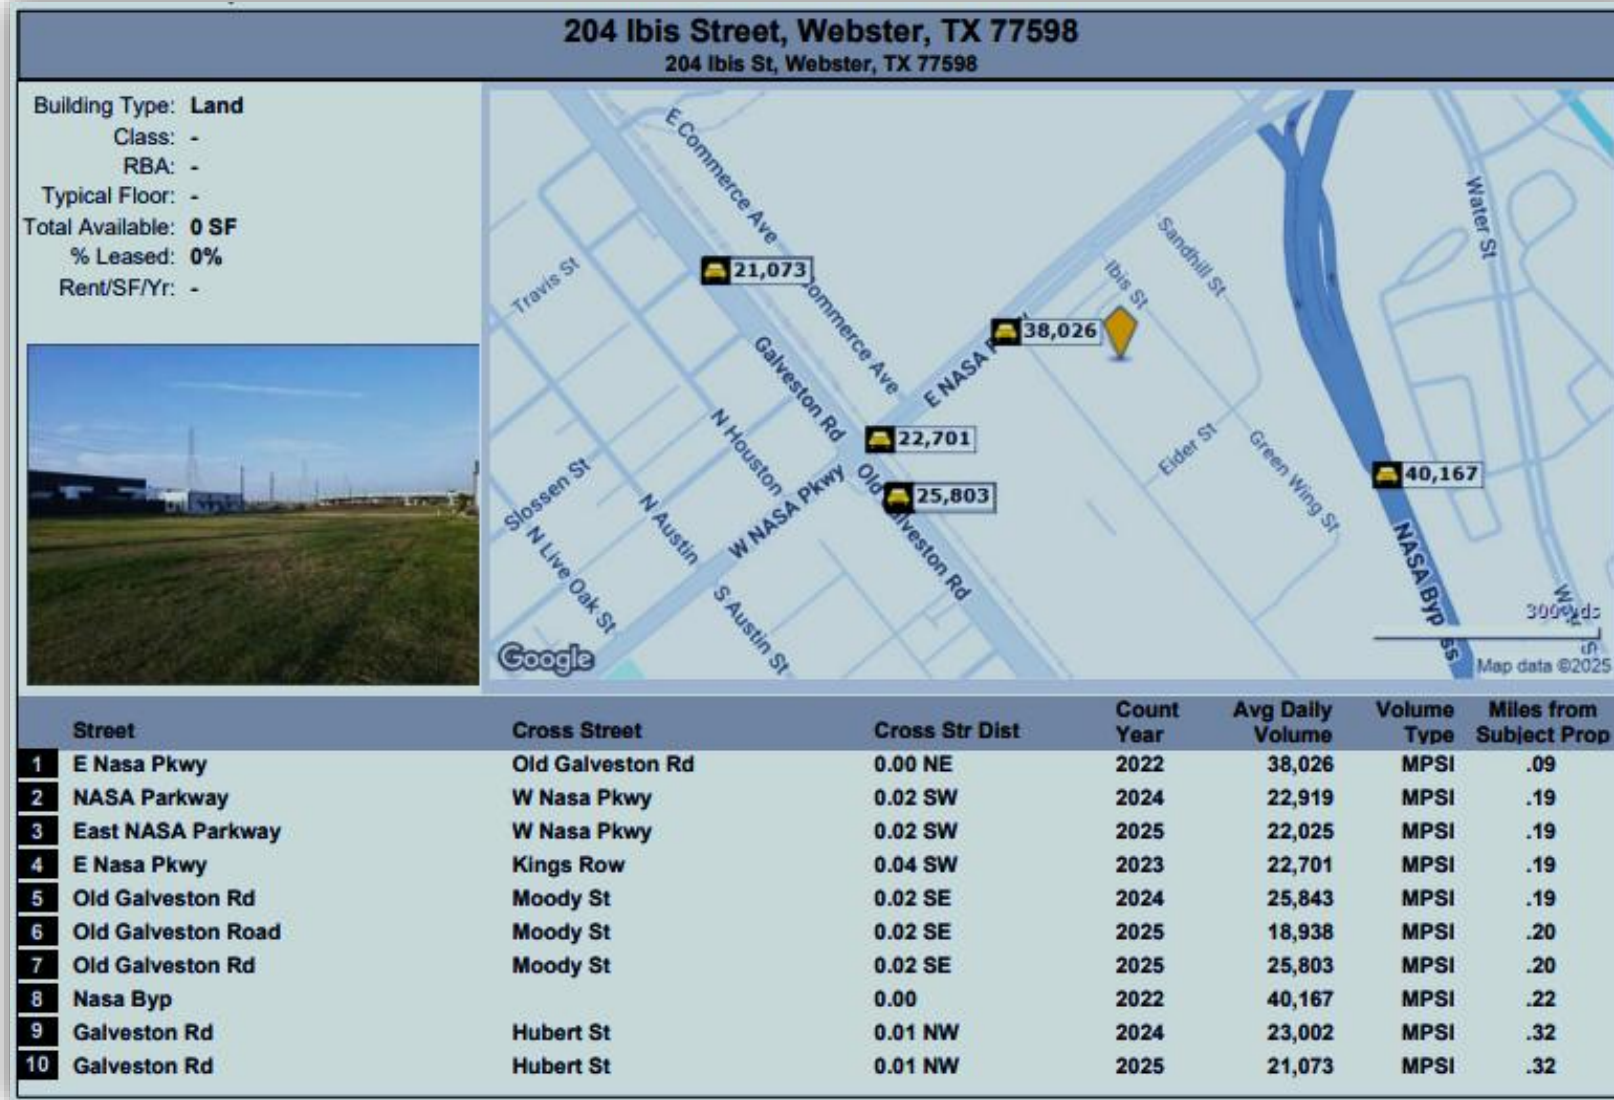 204 Ibis Street, Webster, TX 77598
204 Ibis St, Webster, TX 77598
Building Type: Land
Class: -
RBA: -
Typical Floor: -
Total Available: 0 SF
% Leased: 0%
Rent/SF/Yr: -
E Commerce Ave
Water St
Sandhill St
Ibis St
Travis St
21,073
ommerce Ave
38,026
Galveston Rd
E NASA P
22,701
N Houston
Elder St
Green Wing St
Old
40,167
Slossen St
W NASA Pkwy
25,803
N Austin
lveston Rd
N Live Oak St
NASA Byp ss
S Austin St
300 yds
Google
Map data ©2025
Street Cross Street Cross Str Dist Count Year Avg Daily Volume Volume Type Miles from Subject Prop
1 E Nasa Pkwy Old Galveston Rd 0.00 NE 2022 38,026 MPSI .09
2 NASA Parkway W Nasa Pkwy 0.02 SW 2024 22,919 MPSI .19
3 East NASA Parkway W Nasa Pkwy 0.02 SW 2025 22,025 MPSI .19
4 E Nasa Pkwy Kings Row 0.04 SW 2023 22,701 MPSI .19
5 Old Galveston Rd Moody St 0.02 SE 2024 25,843 MPSI .19
6 Old Galveston Road Moody St 0.02 SE 2025 18,938 MPSI .20
7 Old Galveston Rd Moody St 0.02 SE 2025 25,803 MPSI .20
8 Nasa Byp 0.00 2022 40,167 MPSI .22
9 Galveston Rd Hubert St 0.01 NW 2024 23,002 MPSI .32
10 Galveston Rd Hubert St 0.01 NW 2025 21,073 MPSI .32